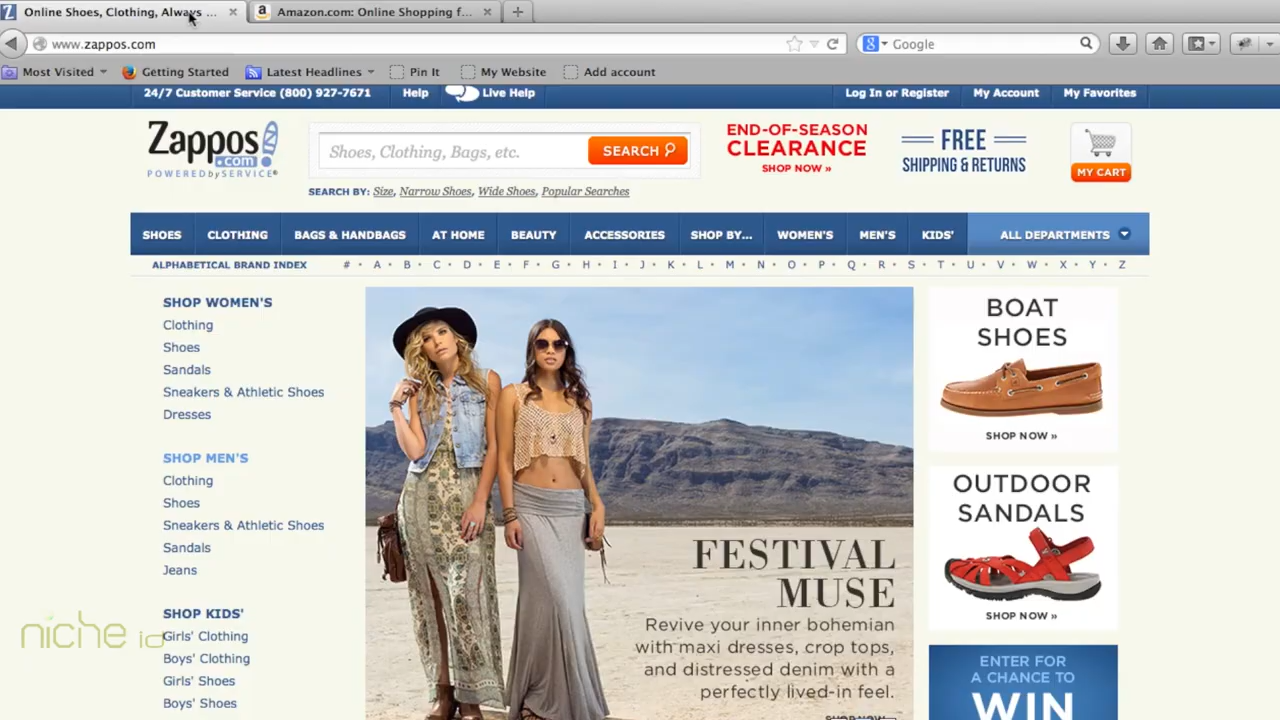 Online Shoes, Clothing, Always ...
Amazon.com: Online Shopping f...
www.zappos.com
Google
Most Visited
Getting Started
Latest Headlines
Pin It
My Website
Add account
24/7 Customer Service (800) 927-7671
Help
Live Help
Log In or Register
My Account
My Favorites
Zappos
.com
POWERED by SERVICE®
Shoes, Clothing, Bags, etc.
SEARCH
SEARCH BY: Size, Narrow Shoes, Wide Shoes, Popular Searches
END-OF-SEASON
CLEARANCE
SHOP NOW »
FREE
SHIPPING & RETURNS
MY CART
SHOES
CLOTHING
BAGS & HANDBAGS
AT HOME
BEAUTY
ACCESSORIES
SHOP BY...
WOMEN'S
MEN'S
KIDS'
ALL DEPARTMENTS
ALPHABETICAL BRAND INDEX # • A • B • C • D • E • F • G • H • I • J • K • L • M • N • O • P • Q • R • S • T • U • V • W • X • Y • Z
SHOP WOMEN'S
Clothing
Shoes
Sandals
Sneakers & Athletic Shoes
Dresses
SHOP MEN'S
Clothing
Shoes
Sneakers & Athletic Shoes
Sandals
Jeans
SHOP KIDS'
Girls' Clothing
Boys' Clothing
Girls' Shoes
Boys' Shoes
niche
FESTIVAL
MUSE
Revive your inner bohemian
with maxi dresses, crop tops,
and distressed denim with a
perfectly lived-in feel.
SHOP NOW
BOAT
SHOES
SHOP NOW »
OUTDOOR
SANDALS
SHOP NOW »
ENTER FOR
A CHANCE TO
WIN